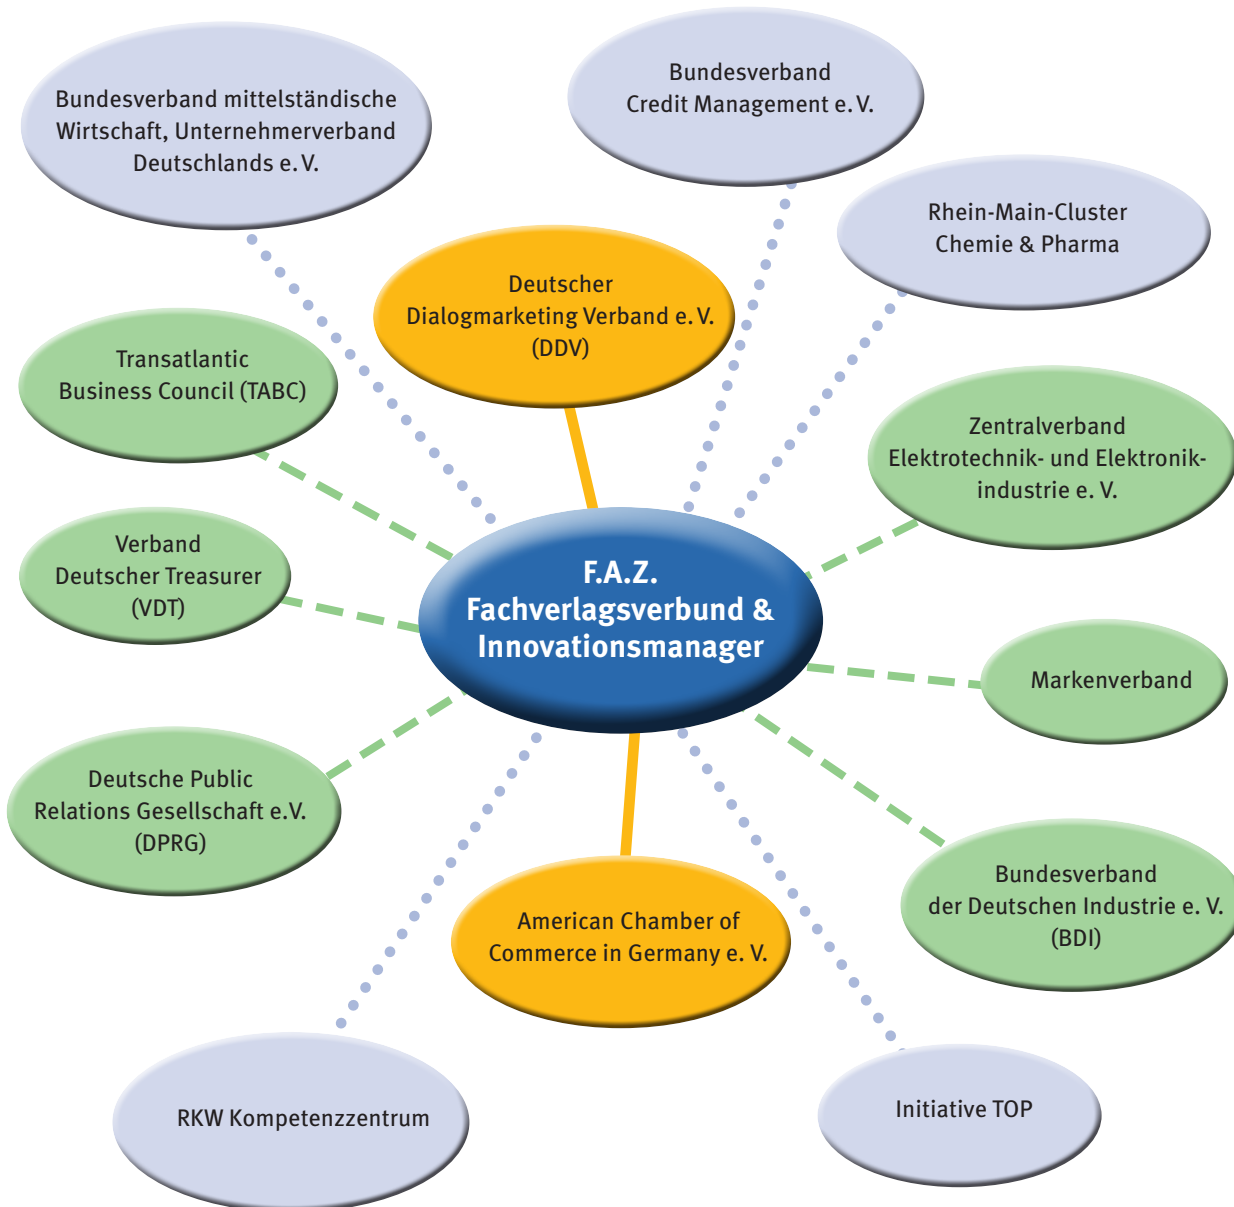 Bundesverband mittelständische
Wirtschaft, Unternehmerverband
Deutschlands e. V.
Bundesverband
Credit Management e. V.
Rhein-Main-Cluster
Chemie & Pharma
Deutscher
Dialogmarketing Verband e. V.
(DDV)
Transatlantic
Business Council (TABC)
Zentralverband
Elektrotechnik- und Elektronik-
industrie e. V.
Verband
Deutscher Treasurer
(VDT)
F.A.Z.
Fachverlagsverbund &
Innovationsmanager
Markenverband
Deutsche Public
Relations Gesellschaft e.V.
(DPRG)
Bundesverband
der Deutschen Industrie e. V.
(BDI)
American Chamber of
Commerce in Germany e. V.
RKW Kompetenzzentrum
Initiative TOP